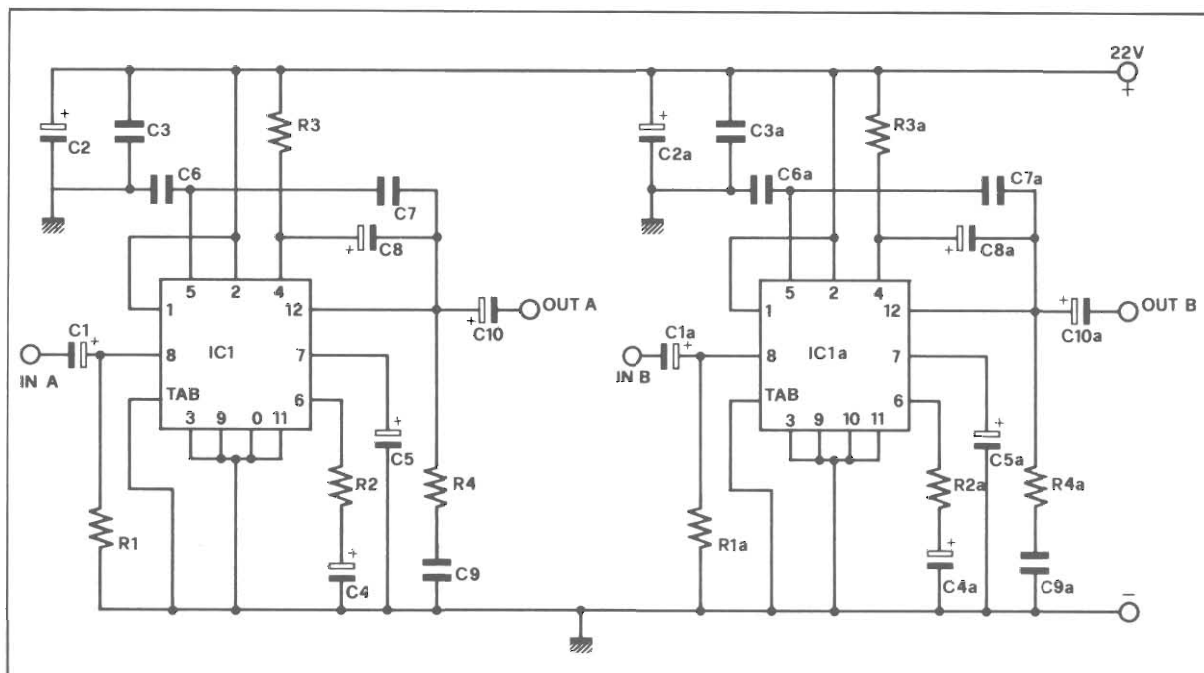 22V
+
+
C2
C3
R3
C6
C7
+
C8
5
2
4
1
12
+
C10
OUT A
C1
+
IN A
8
IC1
7
TAB
6
3
9
0
11
+
C5
R1
R2
R4
+
C4
C9
+
C2a
C3a
R3a
C6a
C7a
+
C8a
5
2
4
1
12
+
C10a
OUT B
C1a
+
IN B
8
IC1a
7
TAB
6
3
9
10
11
+
C5a
R1a
R2a
R4a
+
C4a
C9a
−